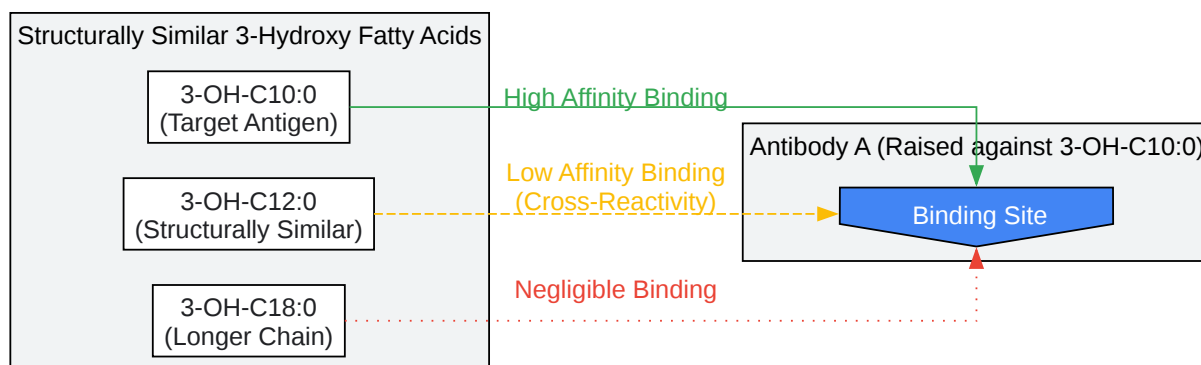 Structurally Similar 3-Hydroxy Fatty Acids
3-OH-C10:0
(Target Antigen)
High Affinity Binding
Antibody A (Raised against 3-OH-C10:0)
3-OH-C12:0
(Structurally Similar)
Low Affinity Binding
(Cross-Reactivity)
Binding Site
3-OH-C18:0
(Longer Chain)
Negligible Binding